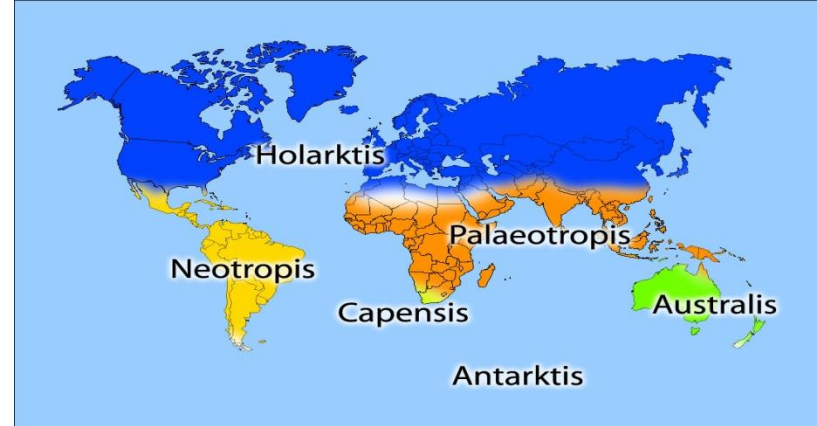 Holarktis
Palaeotropis
Neotropis
Capensis
Australis
Antarktis